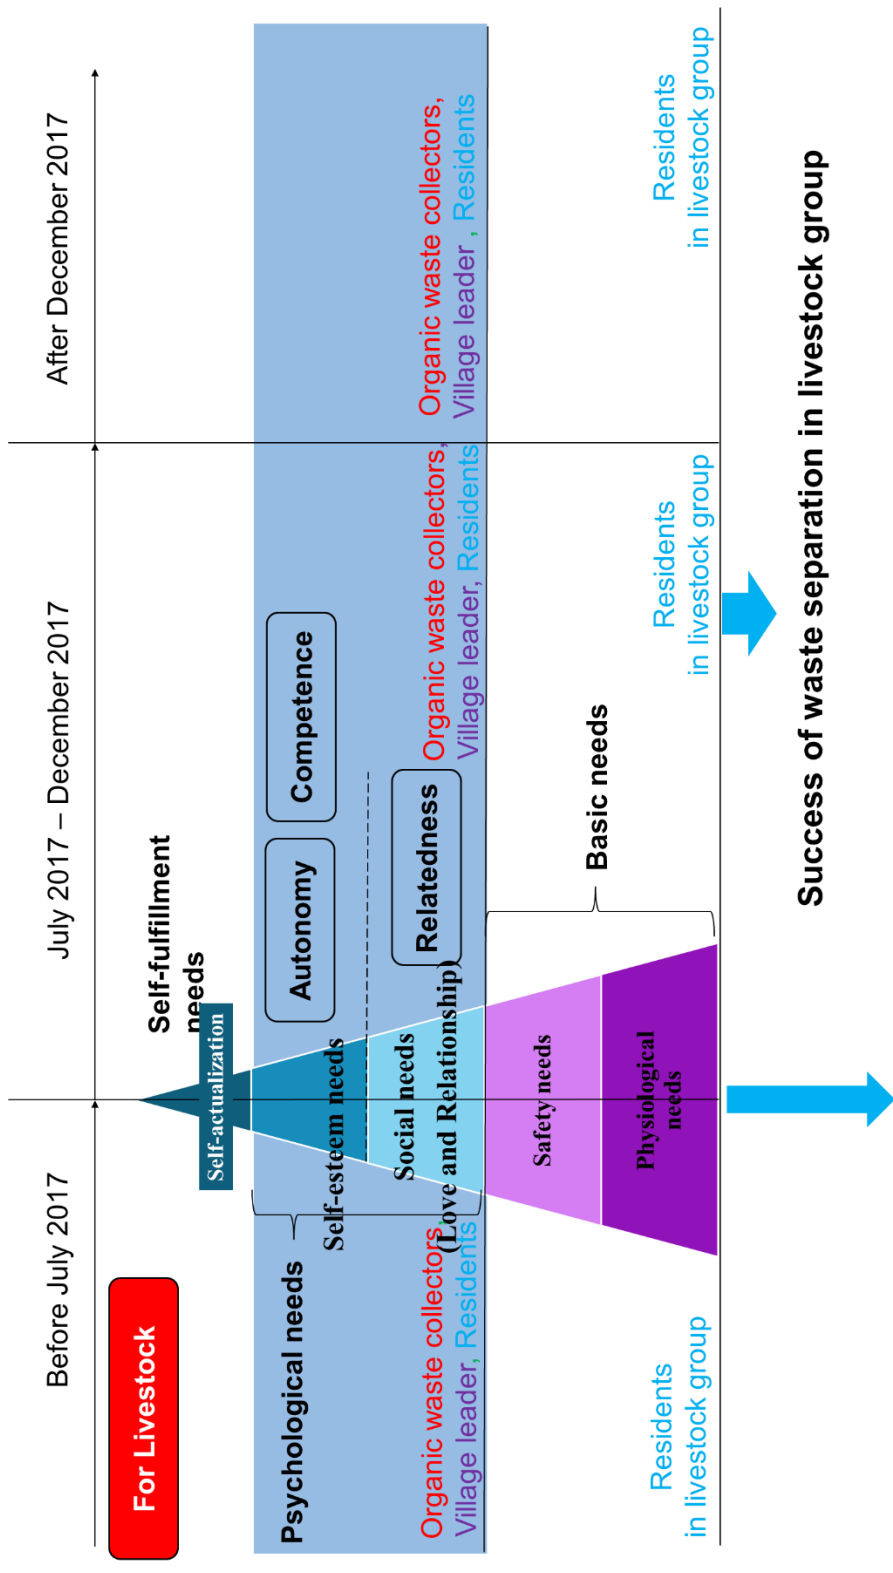 Before July 2017
July 2017 – December 2017
After December 2017
For Livestock
Self-fulfillment
needs
Self-actualization
Psychological needs
Autonomy
Competence
Self-esteem needs
Relatedness
Social needs
(Love and Relationship)
Organic waste collectors,
Village leader, Residents
Organic waste collectors,
Village leader, Residents
Organic waste collectors,
Village leader , Residents
Safety needs
Basic needs
Physiological
needs
Residents
in livestock group
Residents
in livestock group
Residents
in livestock group
Success of waste separation in livestock group